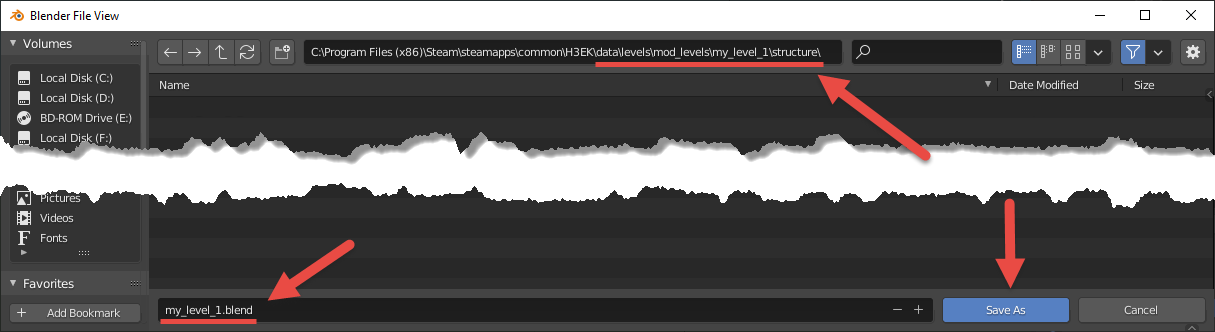 Blender File View
Volumes
C:\Program Files (x86)\Steam\steamapps\common\H3EK\data\levels\mod_levels\my_level_1\structure\
Name
Date Modified
Size
Local Disk (C:)
Local Disk (D:)
BD-ROM Drive (E:)
Local Disk (F:)
Pictures
Videos
Fonts
Favorites
Add Bookmark
my_level_1.blend
Save As
Cancel